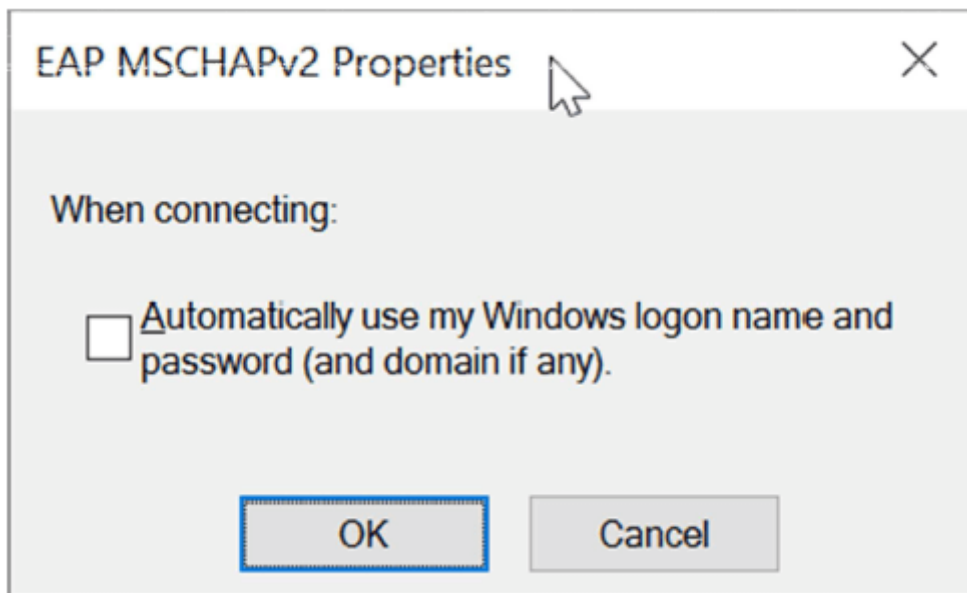 EAP MSCHAPv2 Properties
When connecting:
Automatically use my Windows logon name and
password (and domain if any).
OK
Cancel